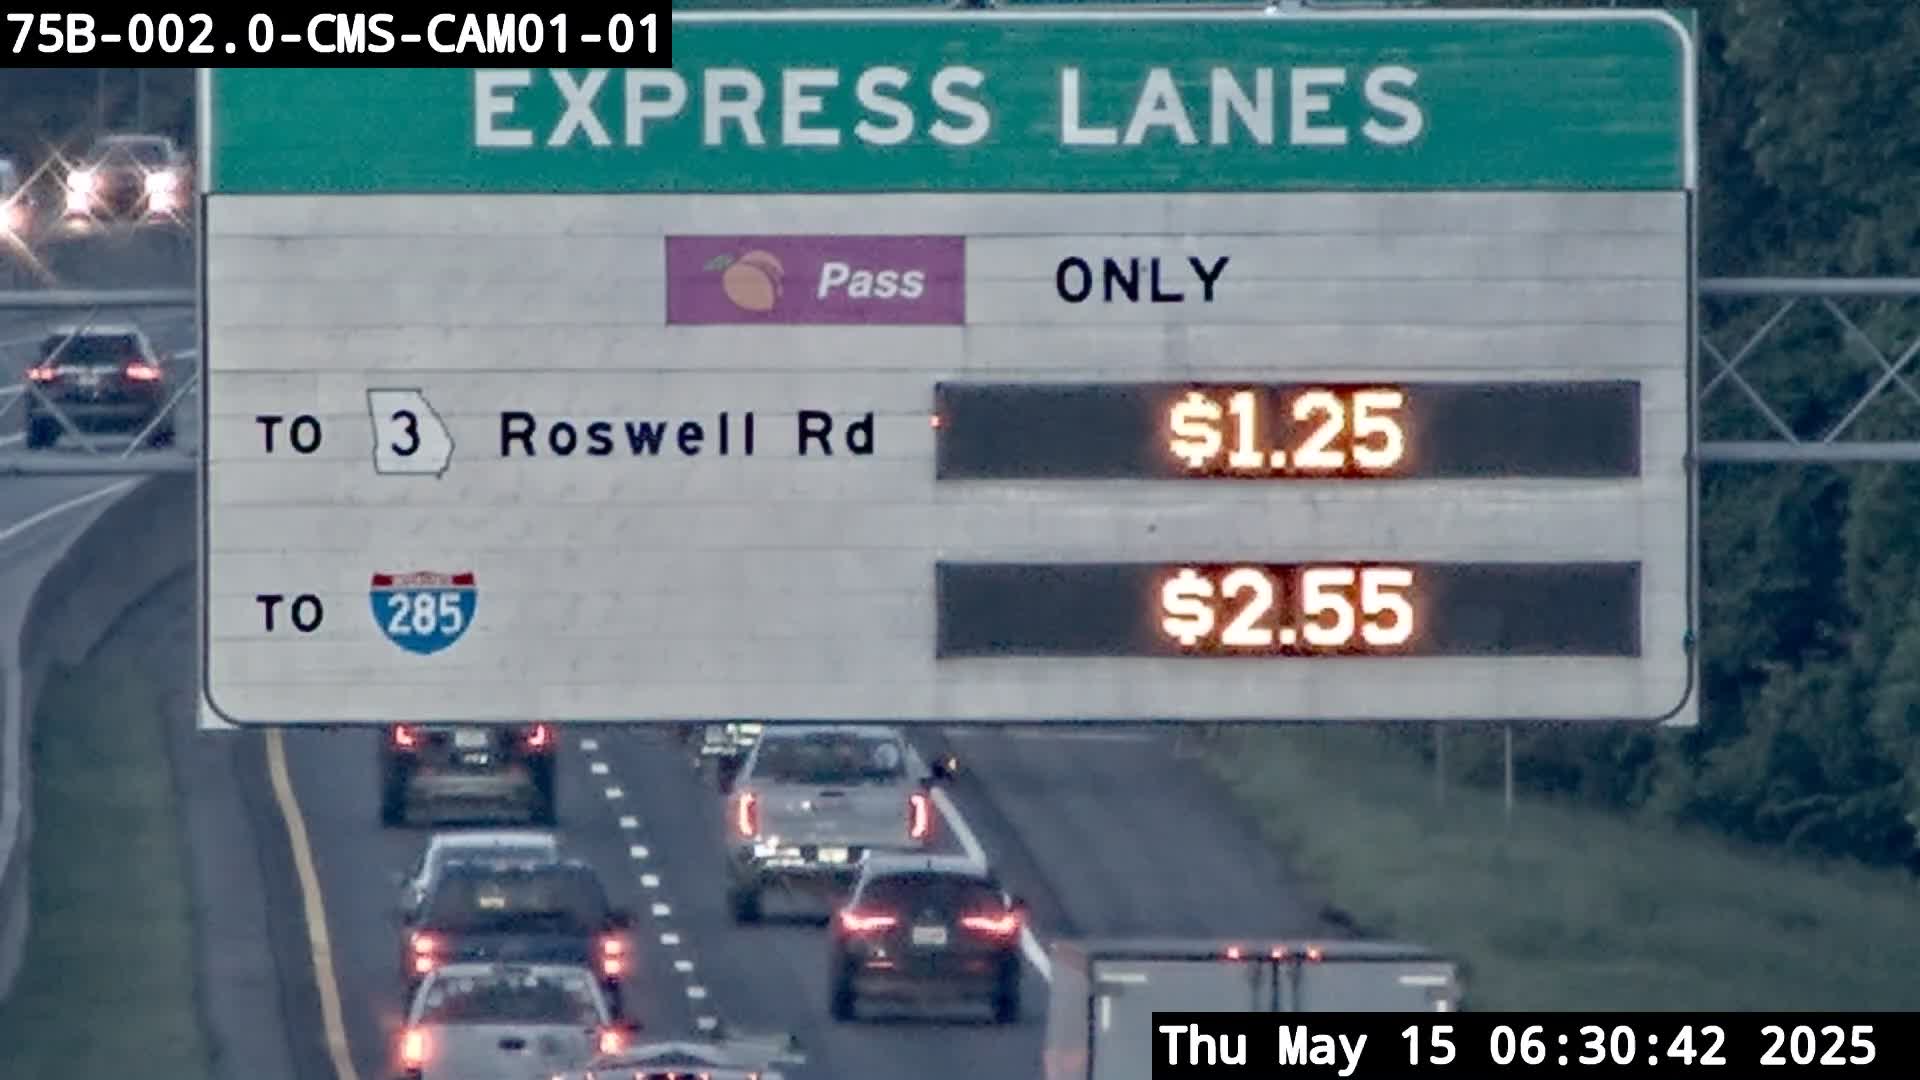 75B-002.0-CMS-CAM01-01
EXPRESS LANES
Pass ONLY
TO 3 Roswell Rd $1.25
TO 285 $2.55
Thu May 15 06:30:42 2025